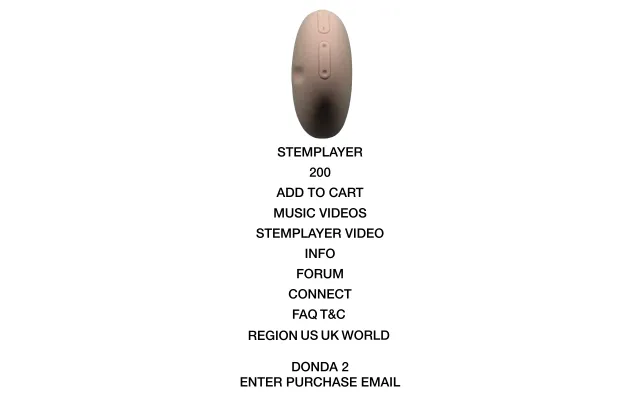 STEMPLAYER
200
ADD TO CART
MUSIC VIDEOS
STEMPLAYER VIDEO
INFO
FORUM
CONNECT
FAQ T&C
REGION US UK WORLD
DONDA 2
ENTER PURCHASE EMAIL